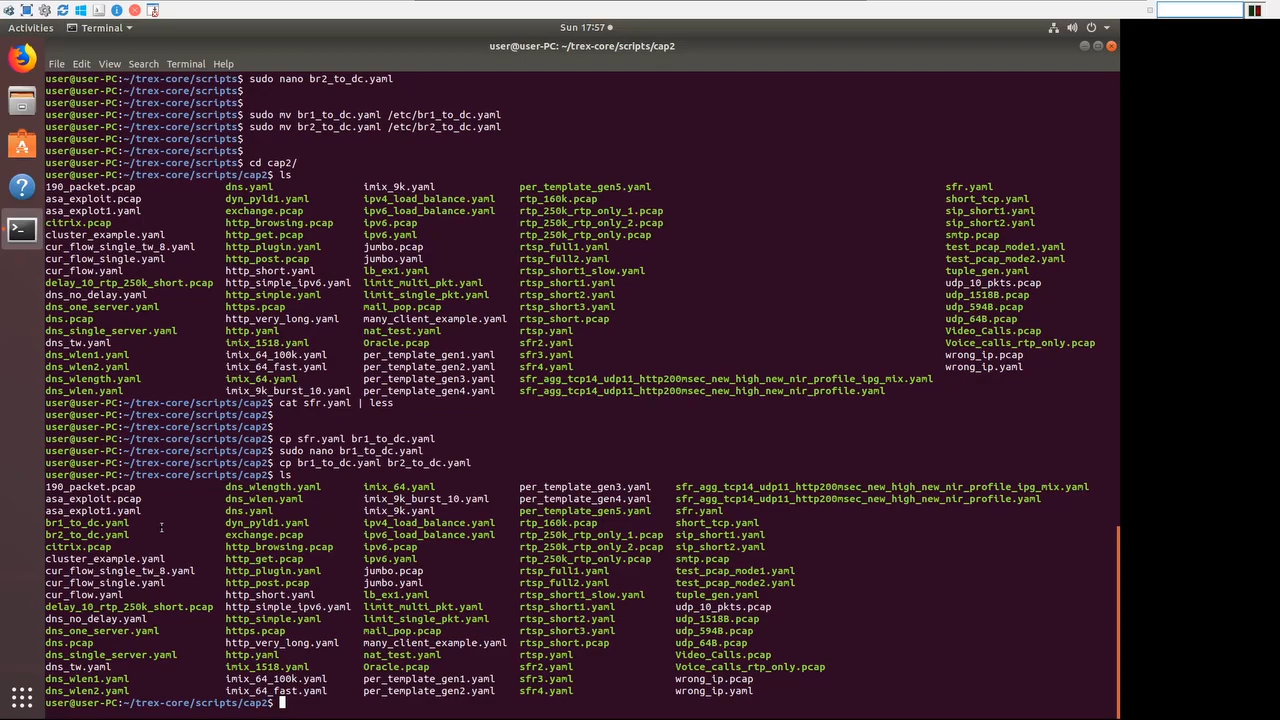 Activities Terminal Sun 17:57
user@user-PC: ~/trex-core/scripts/cap2
File Edit View Search Terminal Help
user@user-PC:~/trex-core/scripts$ sudo nano br2_to_dc.yaml
user@user-PC:~/trex-core/scripts$
user@user-PC:~/trex-core/scripts$
user@user-PC:~/trex-core/scripts$ sudo mv br1_to_dc.yaml /etc/br1_to_dc.yaml
user@user-PC:~/trex-core/scripts$ sudo mv br2_to_dc.yaml /etc/br2_to_dc.yaml
user@user-PC:~/trex-core/scripts$
user@user-PC:~/trex-core/scripts$
user@user-PC:~/trex-core/scripts$ cd cap2/
user@user-PC:~/trex-core/scripts/cap2$ ls
190_packet.pcap dns.yaml imix_9k.yaml per_template_gen5.yaml sfr.yaml
asa_exploit.pcap dyn_pyld1.yaml ipv4_load_balance.yaml rtp_160k.pcap short_tcp.yaml
asa_explot1.yaml exchange.pcap ipv6_load_balance.yaml rtp_250k_rtp_only_1.pcap sip_short1.yaml
citrix.pcap http_browsing.pcap ipv6.pcap rtp_250k_rtp_only_2.pcap sip_short2.yaml
cluster_example.yaml http_get.pcap ipv6.yaml rtp_250k_rtp_only.pcap smtp.pcap
cur_flow_single_tw_8.yaml http_plugin.yaml jumbo.pcap rtsp_full1.yaml test_pcap_mode1.yaml
cur_flow_single.yaml http_post.pcap jumbo.yaml rtsp_full2.yaml test_pcap_mode2.yaml
cur_flow.yaml http_short.yaml lb_ex1.yaml rtsp_short1_slow.yaml tuple_gen.yaml
delay_10_rtp_250k_short.pcap http_simple_ipv6.yaml limit_multi_pkt.yaml rtsp_short1.yaml udp_10_pkts.pcap
dns_no_delay.yaml http_simple.yaml limit_single_pkt.yaml rtsp_short2.yaml udp_1518B.pcap
dns_one_server.yaml https.pcap mail_pop.pcap rtsp_short3.yaml udp_594B.pcap
dns.pcap http_very_long.yaml many_client_example.yaml rtsp_short.pcap udp_64B.pcap
dns_single_server.yaml http.yaml nat_test.yaml rtsp.yaml Video_Calls.pcap
dns_tw.yaml imix_1518.yaml Oracle.pcap sfr2.yaml Voice_calls_rtp_only.pcap
dns_wlen1.yaml imix_64_100k.yaml per_template_gen1.yaml sfr3.yaml wrong_ip.pcap
dns_wlen2.yaml imix_64_fast.yaml per_template_gen2.yaml sfr4.yaml wrong_ip.yaml
dns_wlength.yaml imix_64.yaml per_template_gen3.yaml sfr_agg_tcp14_udp11_http200msec_new_high_new_nir_profile_ipg_mix.yaml
dns_wlen.yaml imix_9k_burst_10.yaml per_template_gen4.yaml sfr_agg_tcp14_udp11_http200msec_new_high_new_nir_profile.yaml
user@user-PC:~/trex-core/scripts/cap2$ cat sfr.yaml | less
user@user-PC:~/trex-core/scripts/cap2$
user@user-PC:~/trex-core/scripts/cap2$
user@user-PC:~/trex-core/scripts/cap2$ cp sfr.yaml br1_to_dc.yaml
user@user-PC:~/trex-core/scripts/cap2$ sudo nano br1_to_dc.yaml
user@user-PC:~/trex-core/scripts/cap2$ cp br1_to_dc.yaml br2_to_dc.yaml
user@user-PC:~/trex-core/scripts/cap2$ ls
190_packet.pcap dns_wlength.yaml imix_64.yaml per_template_gen3.yaml sfr_agg_tcp14_udp11_http200msec_new_high_new_nir_profile_ipg_mix.yaml
asa_exploit.pcap dns_wlen.yaml imix_9k_burst_10.yaml per_template_gen4.yaml sfr_agg_tcp14_udp11_http200msec_new_high_new_nir_profile.yaml
asa_explot1.yaml dns.yaml imix_9k.yaml per_template_gen5.yaml sfr.yaml
br1_to_dc.yaml dyn_pyld1.yaml ipv4_load_balance.yaml rtp_160k.pcap short_tcp.yaml
br2_to_dc.yaml exchange.pcap ipv6_load_balance.yaml rtp_250k_rtp_only_1.pcap sip_short1.yaml
citrix.pcap http_browsing.pcap ipv6.pcap rtp_250k_rtp_only_2.pcap sip_short2.yaml
cluster_example.yaml http_get.pcap ipv6.yaml rtp_250k_rtp_only.pcap smtp.pcap
cur_flow_single_tw_8.yaml http_plugin.yaml jumbo.pcap rtsp_full1.yaml test_pcap_mode1.yaml
cur_flow_single.yaml http_post.pcap jumbo.yaml rtsp_full2.yaml test_pcap_mode2.yaml
cur_flow.yaml http_short.yaml lb_ex1.yaml rtsp_short1_slow.yaml tuple_gen.yaml
delay_10_rtp_250k_short.pcap http_simple_ipv6.yaml limit_multi_pkt.yaml rtsp_short1.yaml udp_10_pkts.pcap
dns_no_delay.yaml http_simple.yaml limit_single_pkt.yaml rtsp_short2.yaml udp_1518B.pcap
dns_one_server.yaml https.pcap mail_pop.pcap rtsp_short3.yaml udp_594B.pcap
dns.pcap http_very_long.yaml many_client_example.yaml rtsp_short.pcap udp_64B.pcap
dns_single_server.yaml http.yaml nat_test.yaml rtsp.yaml Video_Calls.pcap
dns_tw.yaml imix_1518.yaml Oracle.pcap sfr2.yaml Voice_calls_rtp_only.pcap
dns_wlen1.yaml imix_64_100k.yaml per_template_gen1.yaml sfr3.yaml wrong_ip.pcap
dns_wlen2.yaml imix_64_fast.yaml per_template_gen2.yaml sfr4.yaml wrong_ip.yaml
user@user-PC:~/trex-core/scripts/cap2$